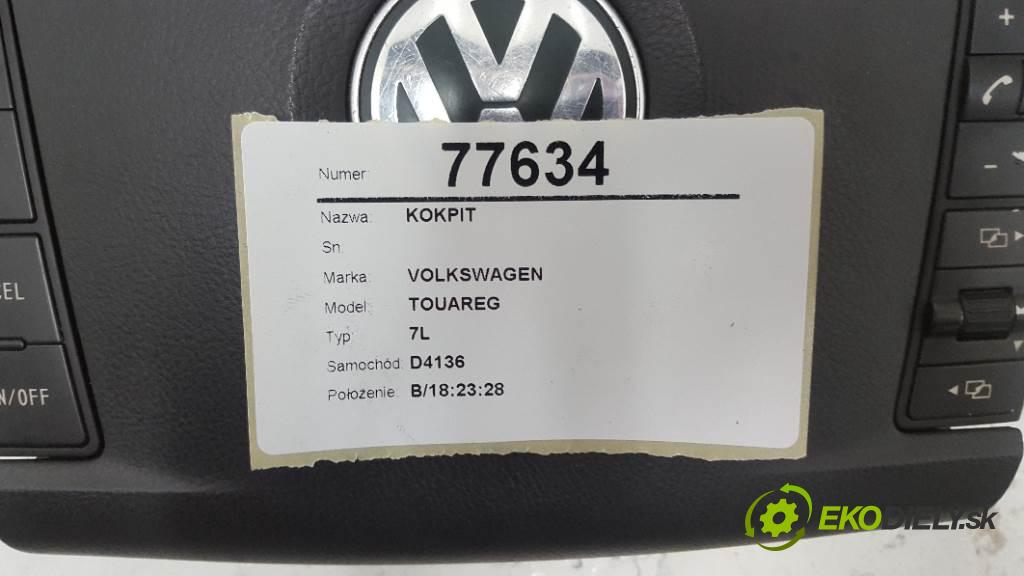 Numer: 77634
Nazwa: KOKPIT
Sn.
Marka: VOLKSWAGEN
Model: TOUAREG
Typ: 7L
Samochód: D4136
Położenie: B/18:23:28
CEL
N/OFF
+
-
EKODIELY.sk